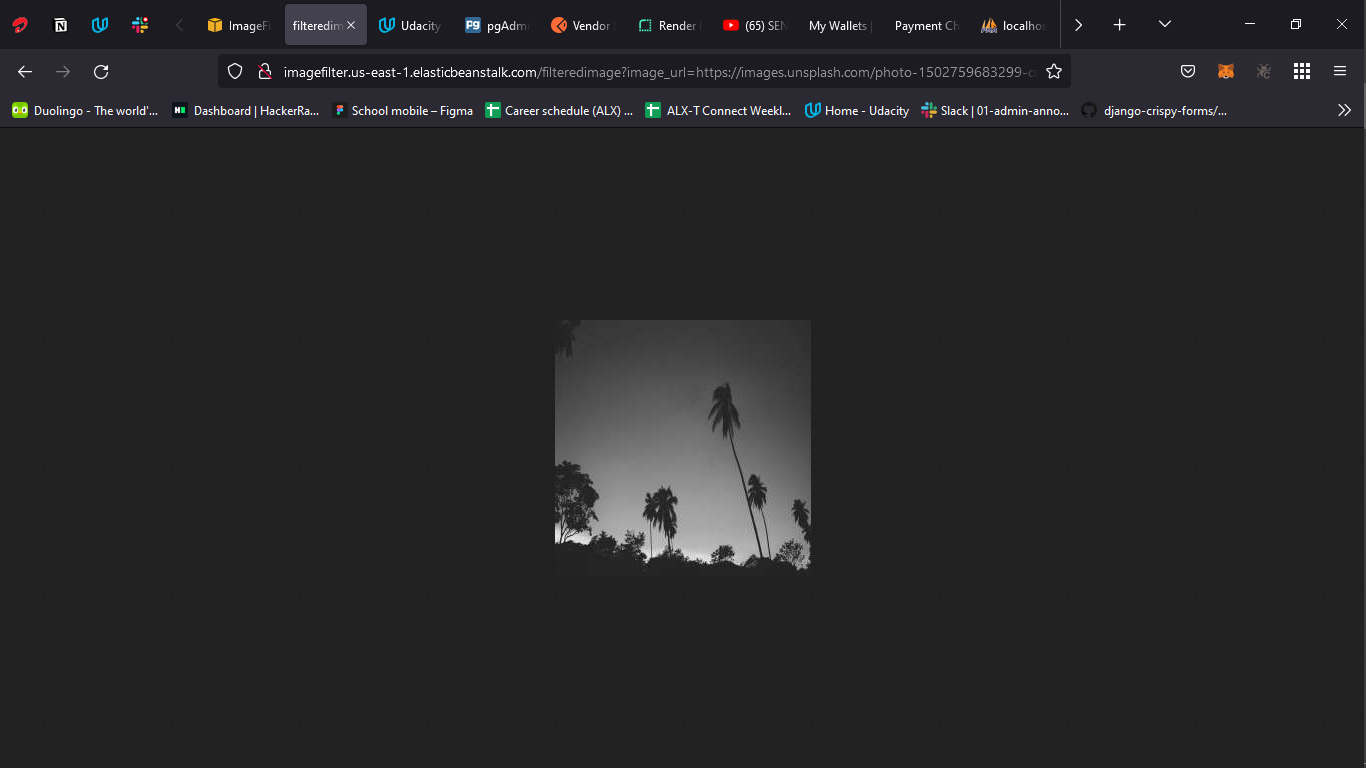 ImageFi filteredim Udacity pgAdmi Vendor Render (65) SEN My Wallets Payment Ch localhos
imagefilter.us-east-1.elasticbeanstalk.com/filteredimage?image_url=https://images.unsplash.com/photo-1502759683299-c
Duolingo - The world'... Dashboard | HackerRa... School mobile – Figma Career schedule (ALX) ... ALX-T Connect Weekl... Home - Udacity Slack | 01-admin-anno... django-crispy-forms/...